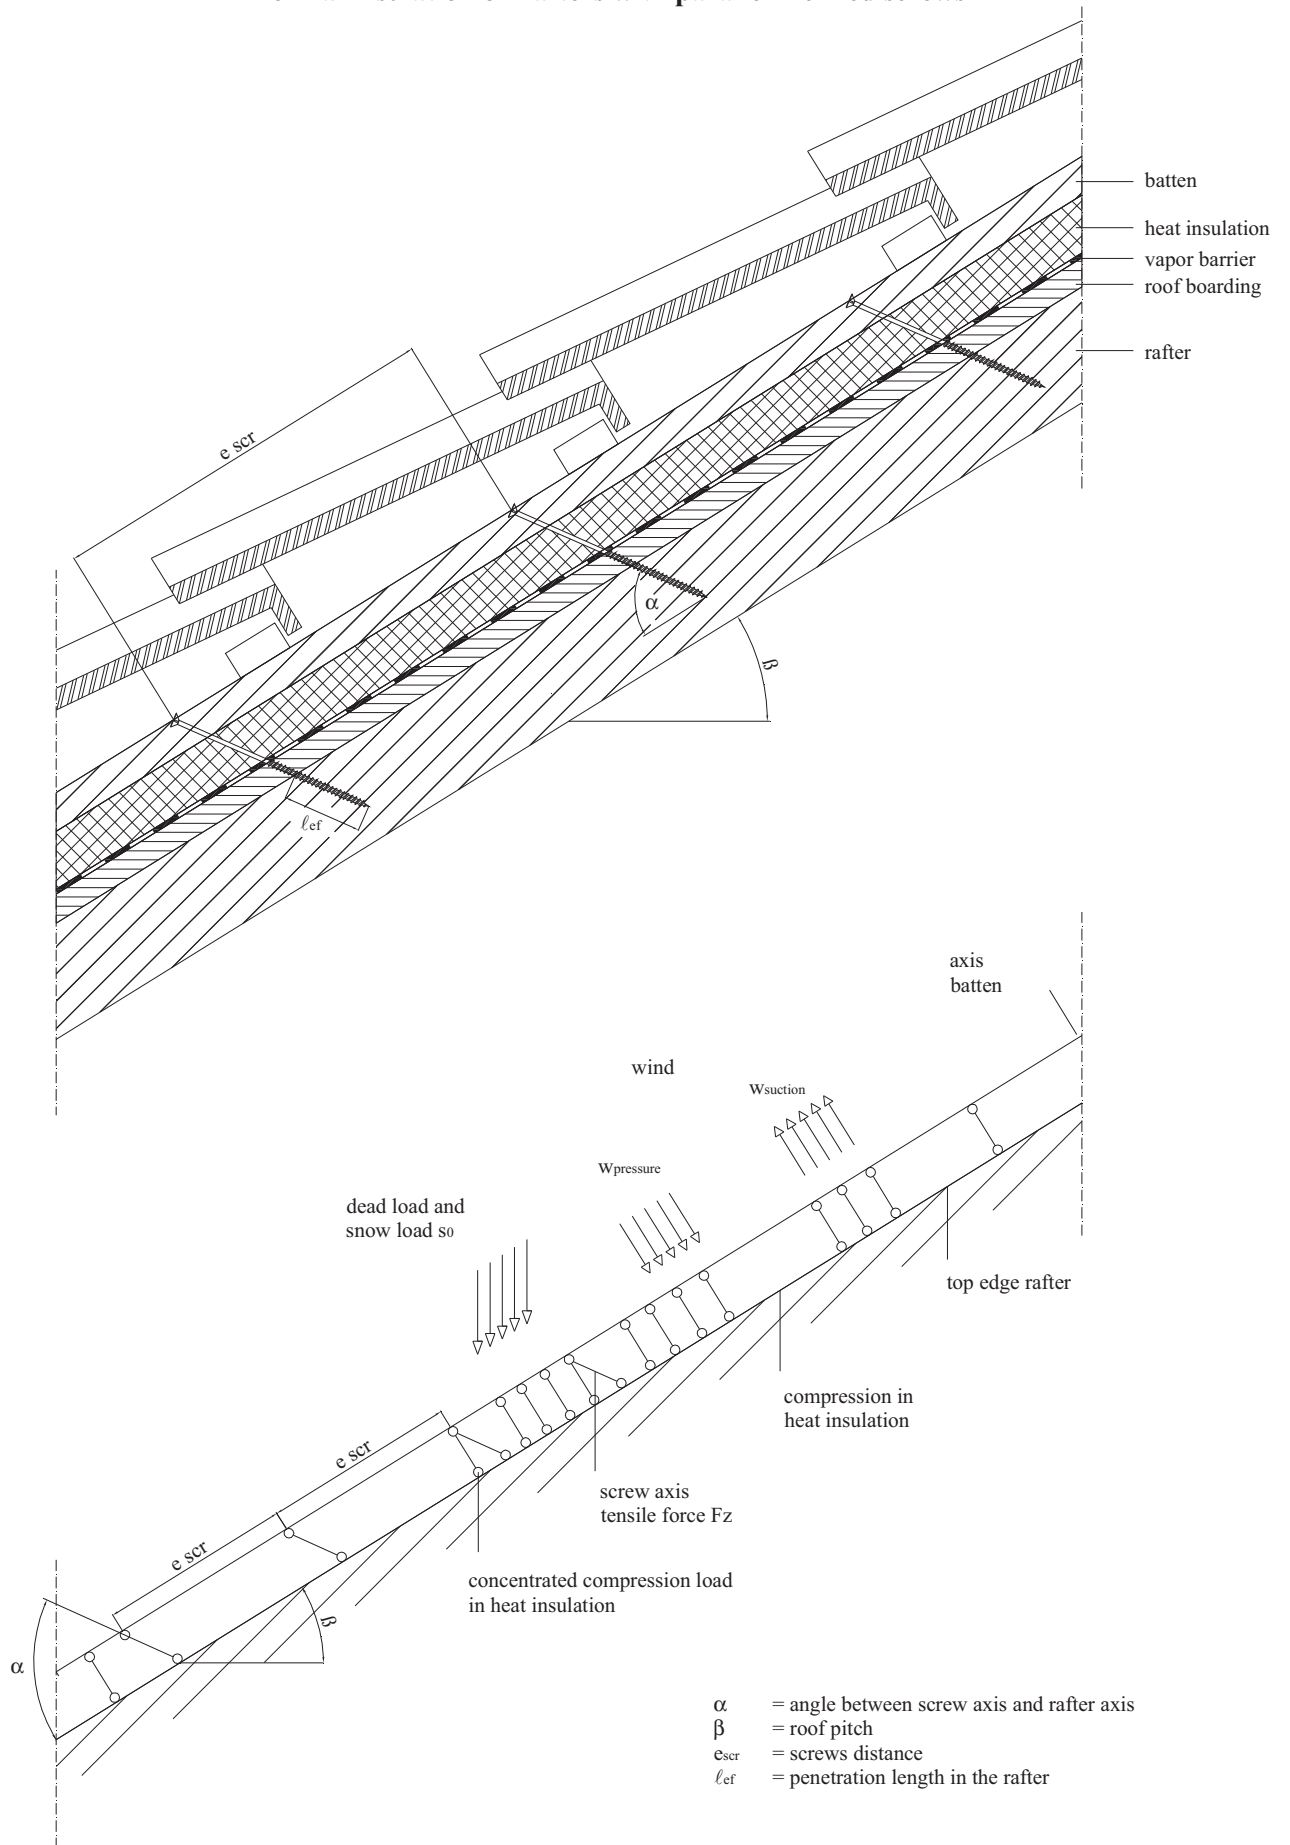 batten
heat insulation
vapor barrier
roof boarding
rafter
e scr
α
β
ℓef
axis
batten
wind
wsuction
wpressure
dead load and
snow load s0
top edge rafter
compression in
heat insulation
e scr
screw axis
tensile force Fz
e scr
concentrated compression load
in heat insulation
β
α
α = angle between screw axis and rafter axis
β = roof pitch
escr = screws distance
ℓef = penetration length in the rafter